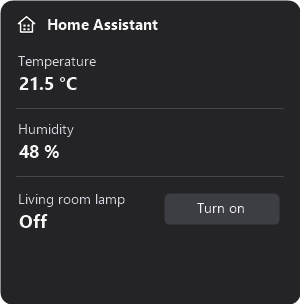 Home Assistant
Temperature
21.5 °C
Humidity
48 %
Living room lamp
Off
Turn on